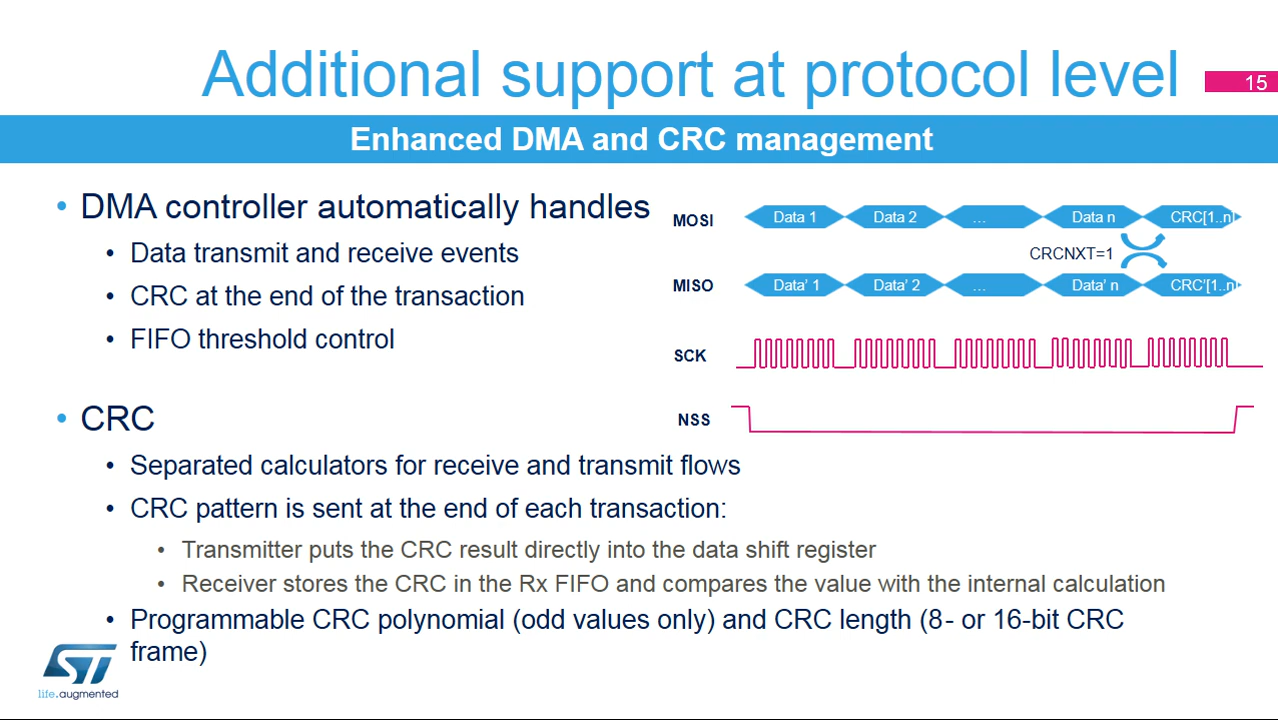 Additional support at protocol level
15
Enhanced DMA and CRC management
• DMA controller automatically handles
• Data transmit and receive events
• CRC at the end of the transaction
• FIFO threshold control
• CRC
• Separated calculators for receive and transmit flows
• CRC pattern is sent at the end of each transaction:
• Transmitter puts the CRC result directly into the data shift register
• Receiver stores the CRC in the Rx FIFO and compares the value with the internal calculation
• Programmable CRC polynomial (odd values only) and CRC length (8- or 16-bit CRC
frame)
MOSI Data 1 Data 2 ... Data n CRC[1..n]
CRCNXT=1
MISO Data' 1 Data' 2 ... Data' n CRC'[1..n]
SCK
NSS
ST
life.augmented